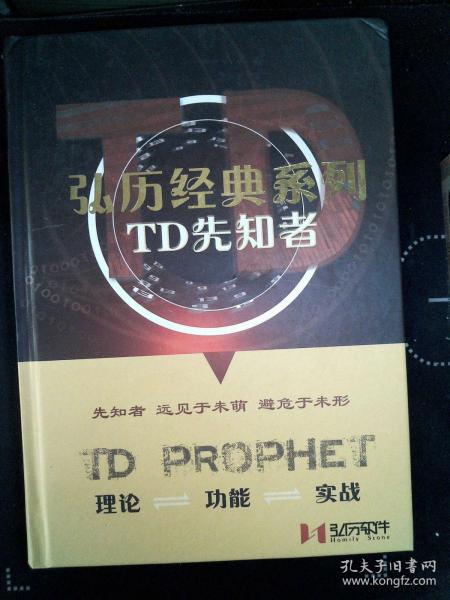 TD
弘历经典系列
TD先知者
先知者 远见于未萌 避危于未形
TD PROPHET
理论 ⇌ 功能 ⇌ 实战
弘历软件
Homily Stone
孔夫子旧书网
www.kongfz.com